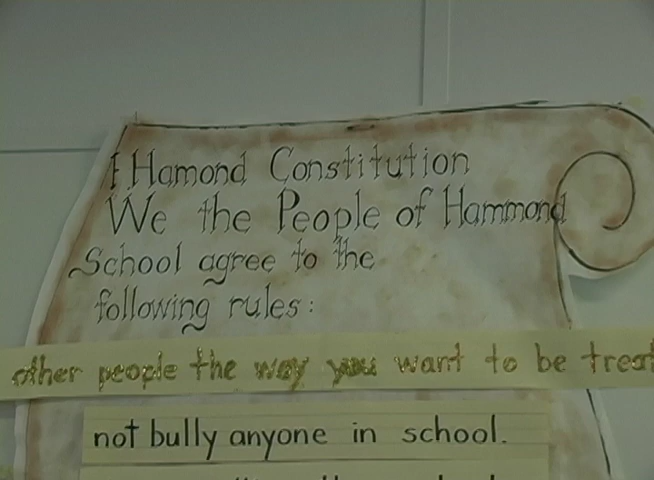 Hamond Constitution
We the People of Hammond
School agree to the
following rules:
other people the way you want to be treat
not bully anyone in school.